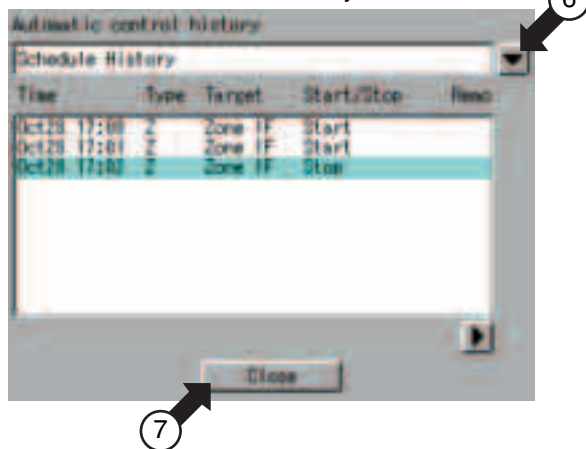 6
Automatic control history
Schedule History
Time Type Target Start/Stop Memo
Oct28 17:00 Z Zone 1F Start
Oct28 17:01 Z Zone 1F Start
Oct28 17:02 Z Zone 1F Stop
Close
7